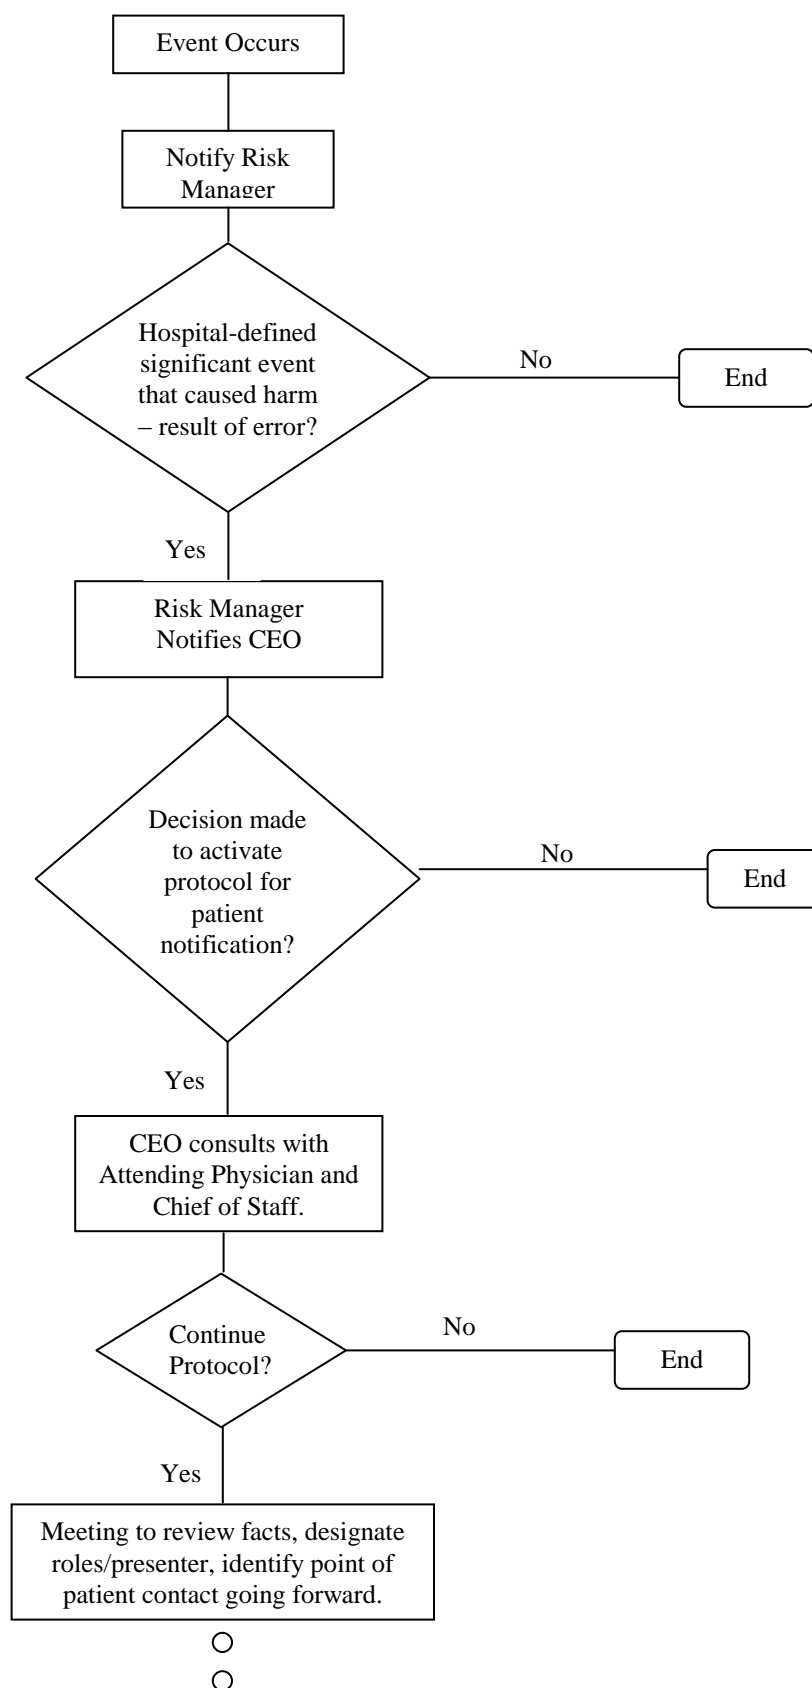 Event Occurs
Notify Risk
Manager
Hospital-defined
significant event
that caused harm
– result of error?
No
End
Yes
Risk Manager
Notifies CEO
Decision made
to activate
protocol for
patient
notification?
No
End
Yes
CEO consults with
Attending Physician and
Chief of Staff.
Continue
Protocol?
No
End
Yes
Meeting to review facts, designate
roles/presenter, identify point of
patient contact going forward.